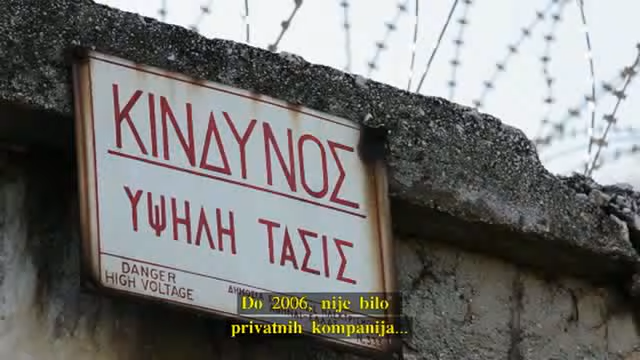 ΚΙΝΔΥΝΟΣ
ΥΨΗΛΗ ΤΑΣΙΣ
DANGER
HIGH VOLTAGE
Do 2006, nije bilo
privatnih kompanija...